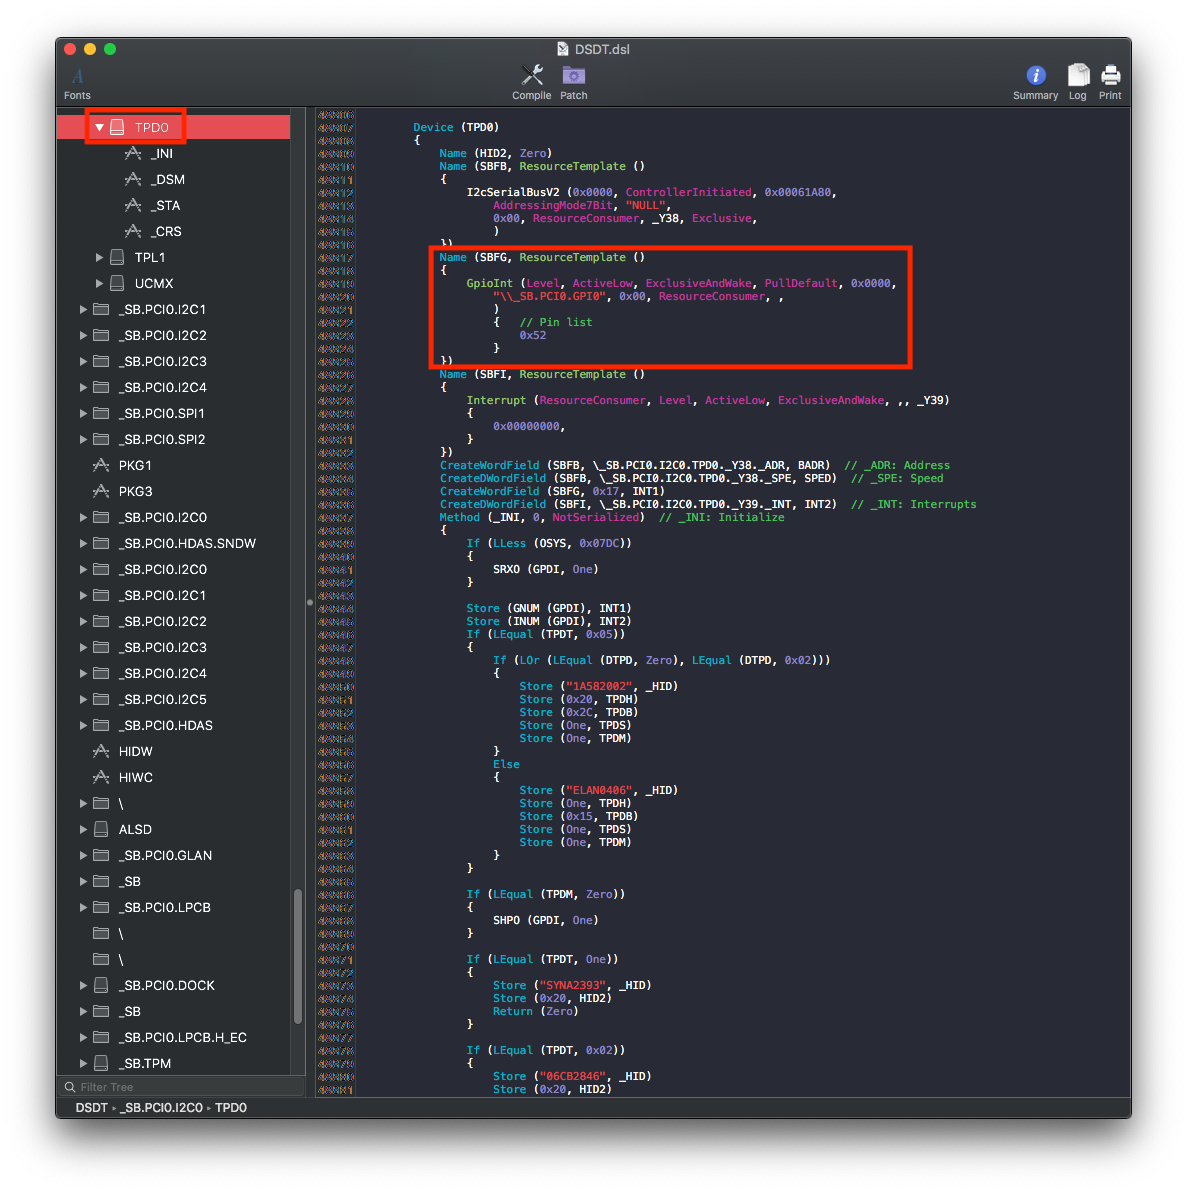 DSDT.dsl
Fonts
Compile
Patch
Summary
Log
Print
TPD0
_INI
_DSM
_STA
_CRS
TPL1
UCMX
_SB.PCI0.I2C1
_SB.PCI0.I2C2
_SB.PCI0.I2C3
_SB.PCI0.I2C4
_SB.PCI0.SPI1
_SB.PCI0.SPI2
PKG1
PKG3
_SB.PCI0.I2C0
_SB.PCI0.HDAS.SNDW
_SB.PCI0.I2C0
_SB.PCI0.I2C1
_SB.PCI0.I2C2
_SB.PCI0.I2C3
_SB.PCI0.I2C4
_SB.PCI0.I2C5
_SB.PCI0.HDAS
HIDW
HIWC
\
ALSD
_SB.PCI0.GLAN
_SB
_SB.PCI0.LPCB
\
\
_SB.PCI0.DOCK
_SB
_SB.PCI0.LPCB.H_EC
_SB.TPM
Filter Tree
Device (TPD0)
{
Name (HID2, Zero)
Name (SBFB, ResourceTemplate ()
{
I2cSerialBusV2 (0x0000, ControllerInitiated, 0x00061A80,
AddressingMode7Bit, "NULL",
0x00, ResourceConsumer, _Y38, Exclusive,
)
})
Name (SBFG, ResourceTemplate ()
{
GpioInt (Level, ActiveLow, ExclusiveAndWake, PullDefault, 0x0000,
"\\_SB.PCI0.GPI0", 0x00, ResourceConsumer, ,
)
{ // Pin list
0x52
}
})
Name (SBFI, ResourceTemplate ()
{
Interrupt (ResourceConsumer, Level, ActiveLow, ExclusiveAndWake, ,, _Y39)
{
0x00000000,
}
})
CreateWordField (SBFB, \_SB.PCI0.I2C0.TPD0._Y38._ADR, BADR) // _ADR: Address
CreateDWordField (SBFB, \_SB.PCI0.I2C0.TPD0._Y38._SPE, SPED) // _SPE: Speed
CreateWordField (SBFG, 0x17, INT1)
CreateDWordField (SBFI, \_SB.PCI0.I2C0.TPD0._Y39._INT, INT2) // _INT: Interrupts
Method (_INI, 0, NotSerialized) // _INI: Initialize
{
If (LLess (OSYS, 0x07DC))
{
SRXO (GPDI, One)
}
Store (GNUM (GPDI), INT1)
Store (INUM (GPDI), INT2)
If (LEqual (TPDT, 0x05))
{
If (LOr (LEqual (DTPD, Zero), LEqual (DTPD, 0x02)))
{
Store ("1A582002", _HID)
Store (0x20, TPDH)
Store (0x2C, TPDB)
Store (One, TPDS)
Store (One, TPDM)
}
Else
{
Store ("ELAN0406", _HID)
Store (One, TPDH)
Store (0x15, TPDB)
Store (One, TPDS)
Store (One, TPDM)
}
}
If (LEqual (TPDM, Zero))
{
SHPO (GPDI, One)
}
If (LEqual (TPDT, One))
{
Store ("SYNA2393", _HID)
Store (0x20, HID2)
Return (Zero)
}
If (LEqual (TPDT, 0x02))
{
Store ("06CB2846", _HID)
Store (0x20, HID2)
DSDT ▸ _SB.PCI0.I2C0 ▸ TPD0